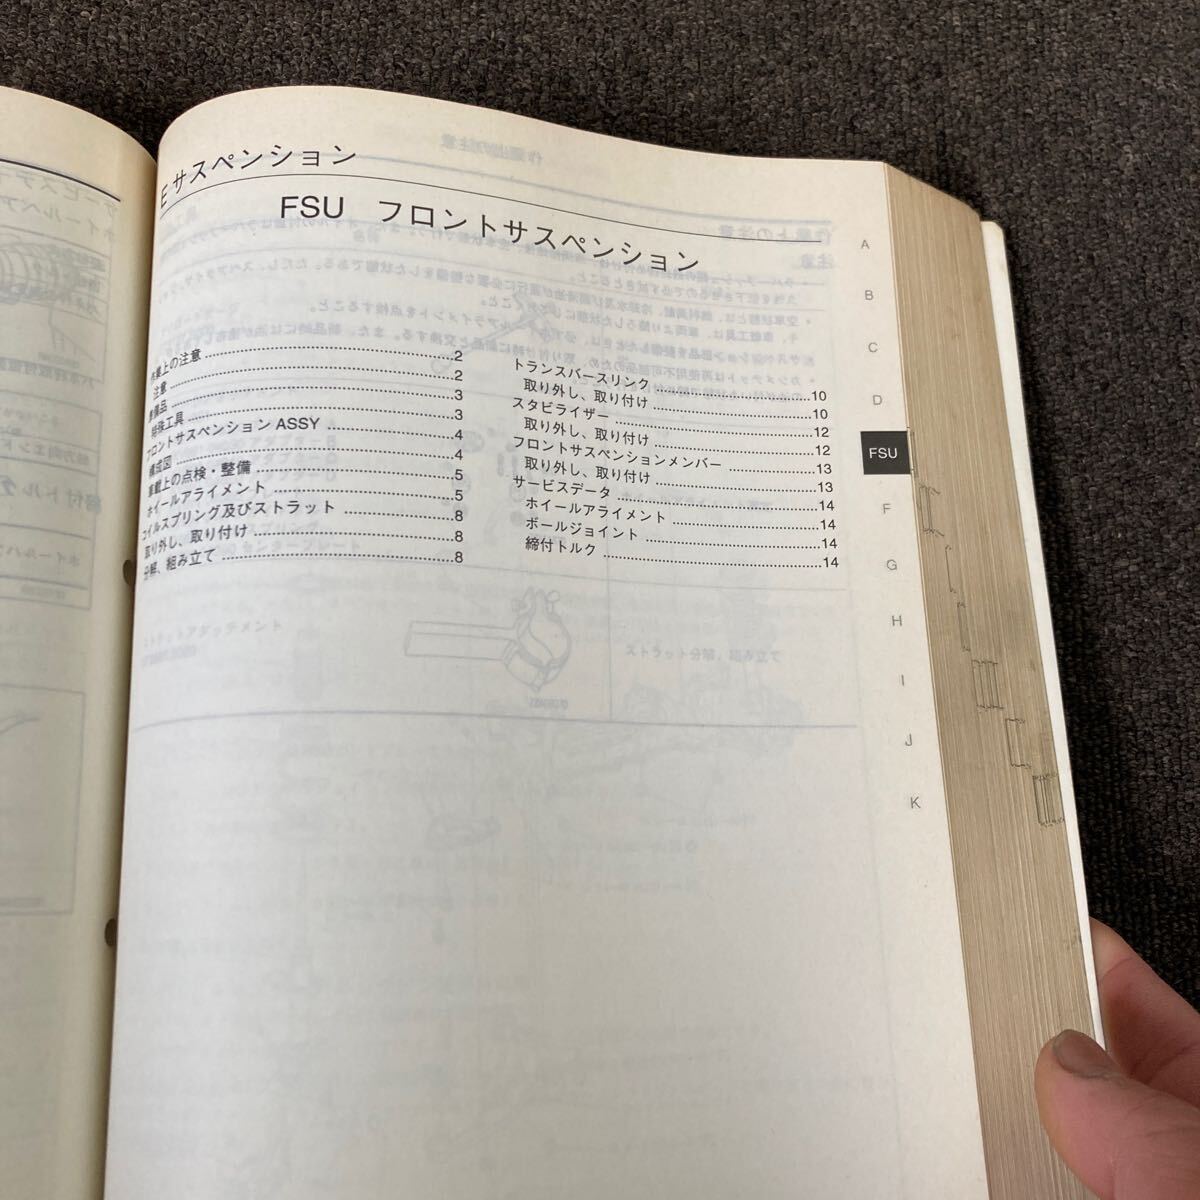 E サスペンション
FSU フロントサスペンション
作業上の注意 2
注意 2
準備品 3
特殊工具 3
フロントサスペンション ASSY 4
構成図 4
車載上の点検・整備 5
ホイールアライメント 5
コイルスプリング及びストラット 8
取り外し、取り付け 8
分解、組み立て 8
トランスバースリンク 10
取り外し、取り付け 10
スタビライザー 12
取り外し、取り付け 12
フロントサスペンションメンバー 13
取り外し、取り付け 13
サービスデータ 14
ホイールアライメント 14
ボールジョイント 14
締付トルク 14
A
B
C
D
FSU
F
G
H
I
J
K